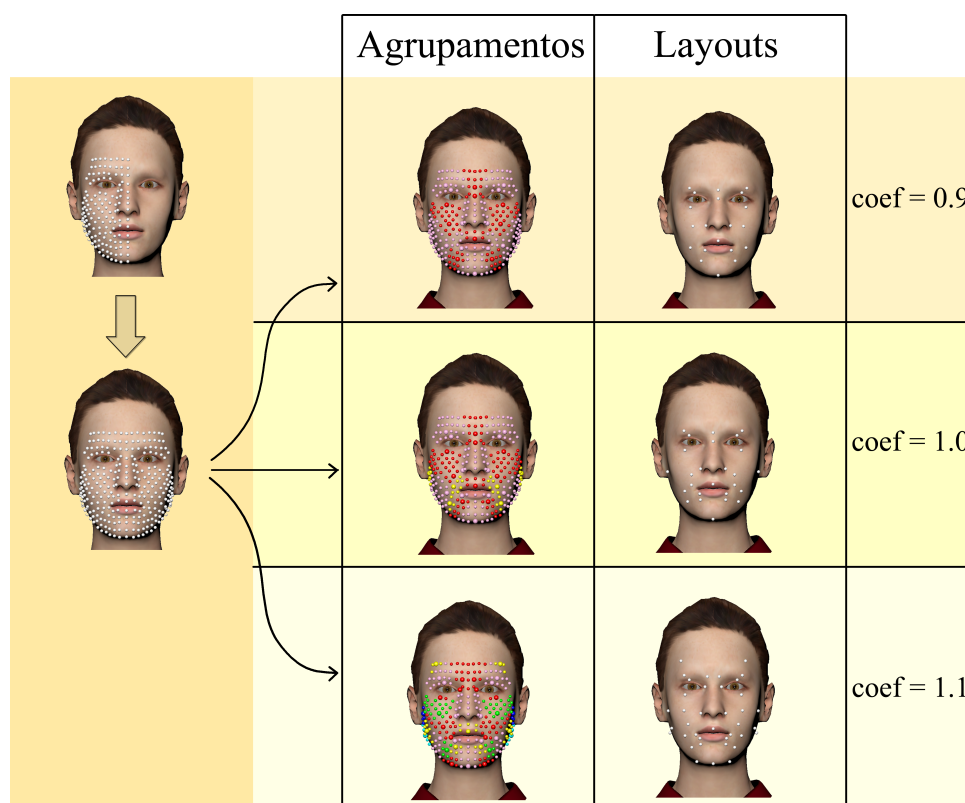 Agrupamentos
Layouts
coef = 0.9
coef = 1.0
coef = 1.1